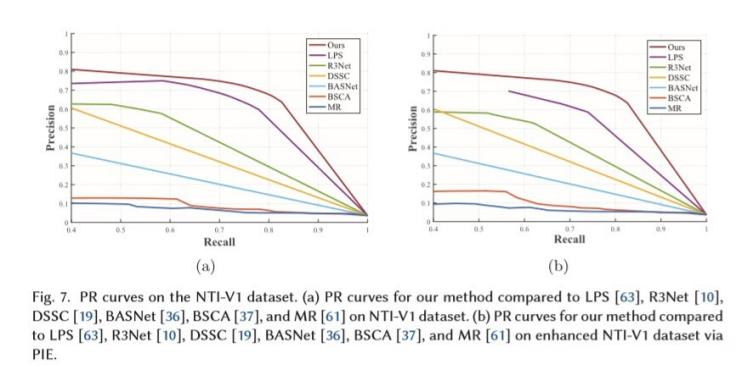 1
0.9
0.8
0.7
0.6
0.5
0.4
0.3
0.2
0.1
0
Precision
0.4
0.5
0.6
0.7
0.8
0.9
1
Recall
Ours
LPS
R3Net
DSSC
BASNet
BSCA
MR
(a)
1
0.9
0.8
0.7
0.6
0.5
0.4
0.3
0.2
0.1
0
Precision
0.4
0.5
0.6
0.7
0.8
0.9
1
Recall
Ours
LPS
R3Net
DSSC
BASNet
BSCA
MR
(b)
Fig. 7. PR curves on the NTI-V1 dataset. (a) PR curves for our method compared to LPS [63], R3Net [10],
DSSC [19], BASNet [36], BSCA [37], and MR [61] on NTI-V1 dataset. (b) PR curves for our method compared
to LPS [63], R3Net [10], DSSC [19], BASNet [36], BSCA [37], and MR [61] on enhanced NTI-V1 dataset via
PIE.